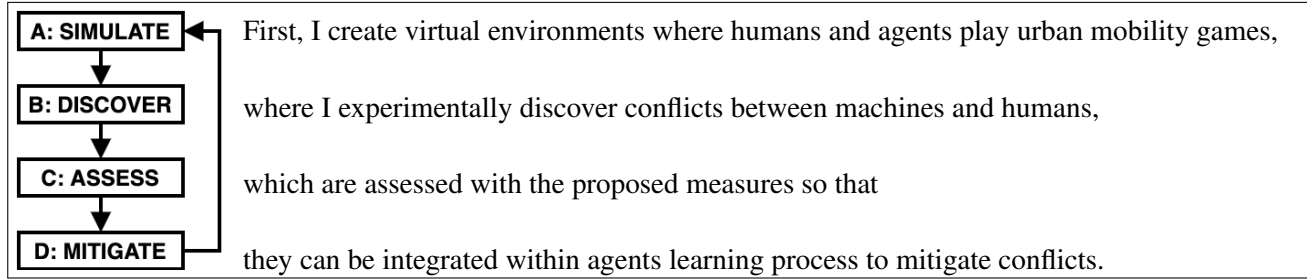 A: SIMULATE First, I create virtual environments where humans and agents play urban mobility games,
B: DISCOVER where I experimentally discover conflicts between machines and humans,
C: ASSESS which are assessed with the proposed measures so that
D: MITIGATE they can be integrated within agents learning process to mitigate conflicts.